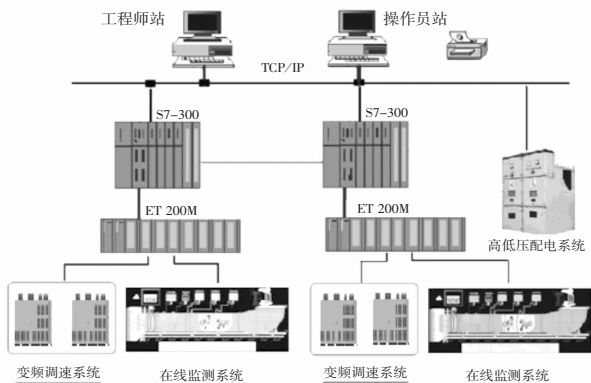 工程师站
操作员站
TCP/IP
S7-300
S7-300
ET 200M
ET 200M
高低压配电系统
变频调速系统
在线监测系统
变频调速系统
在线监测系统